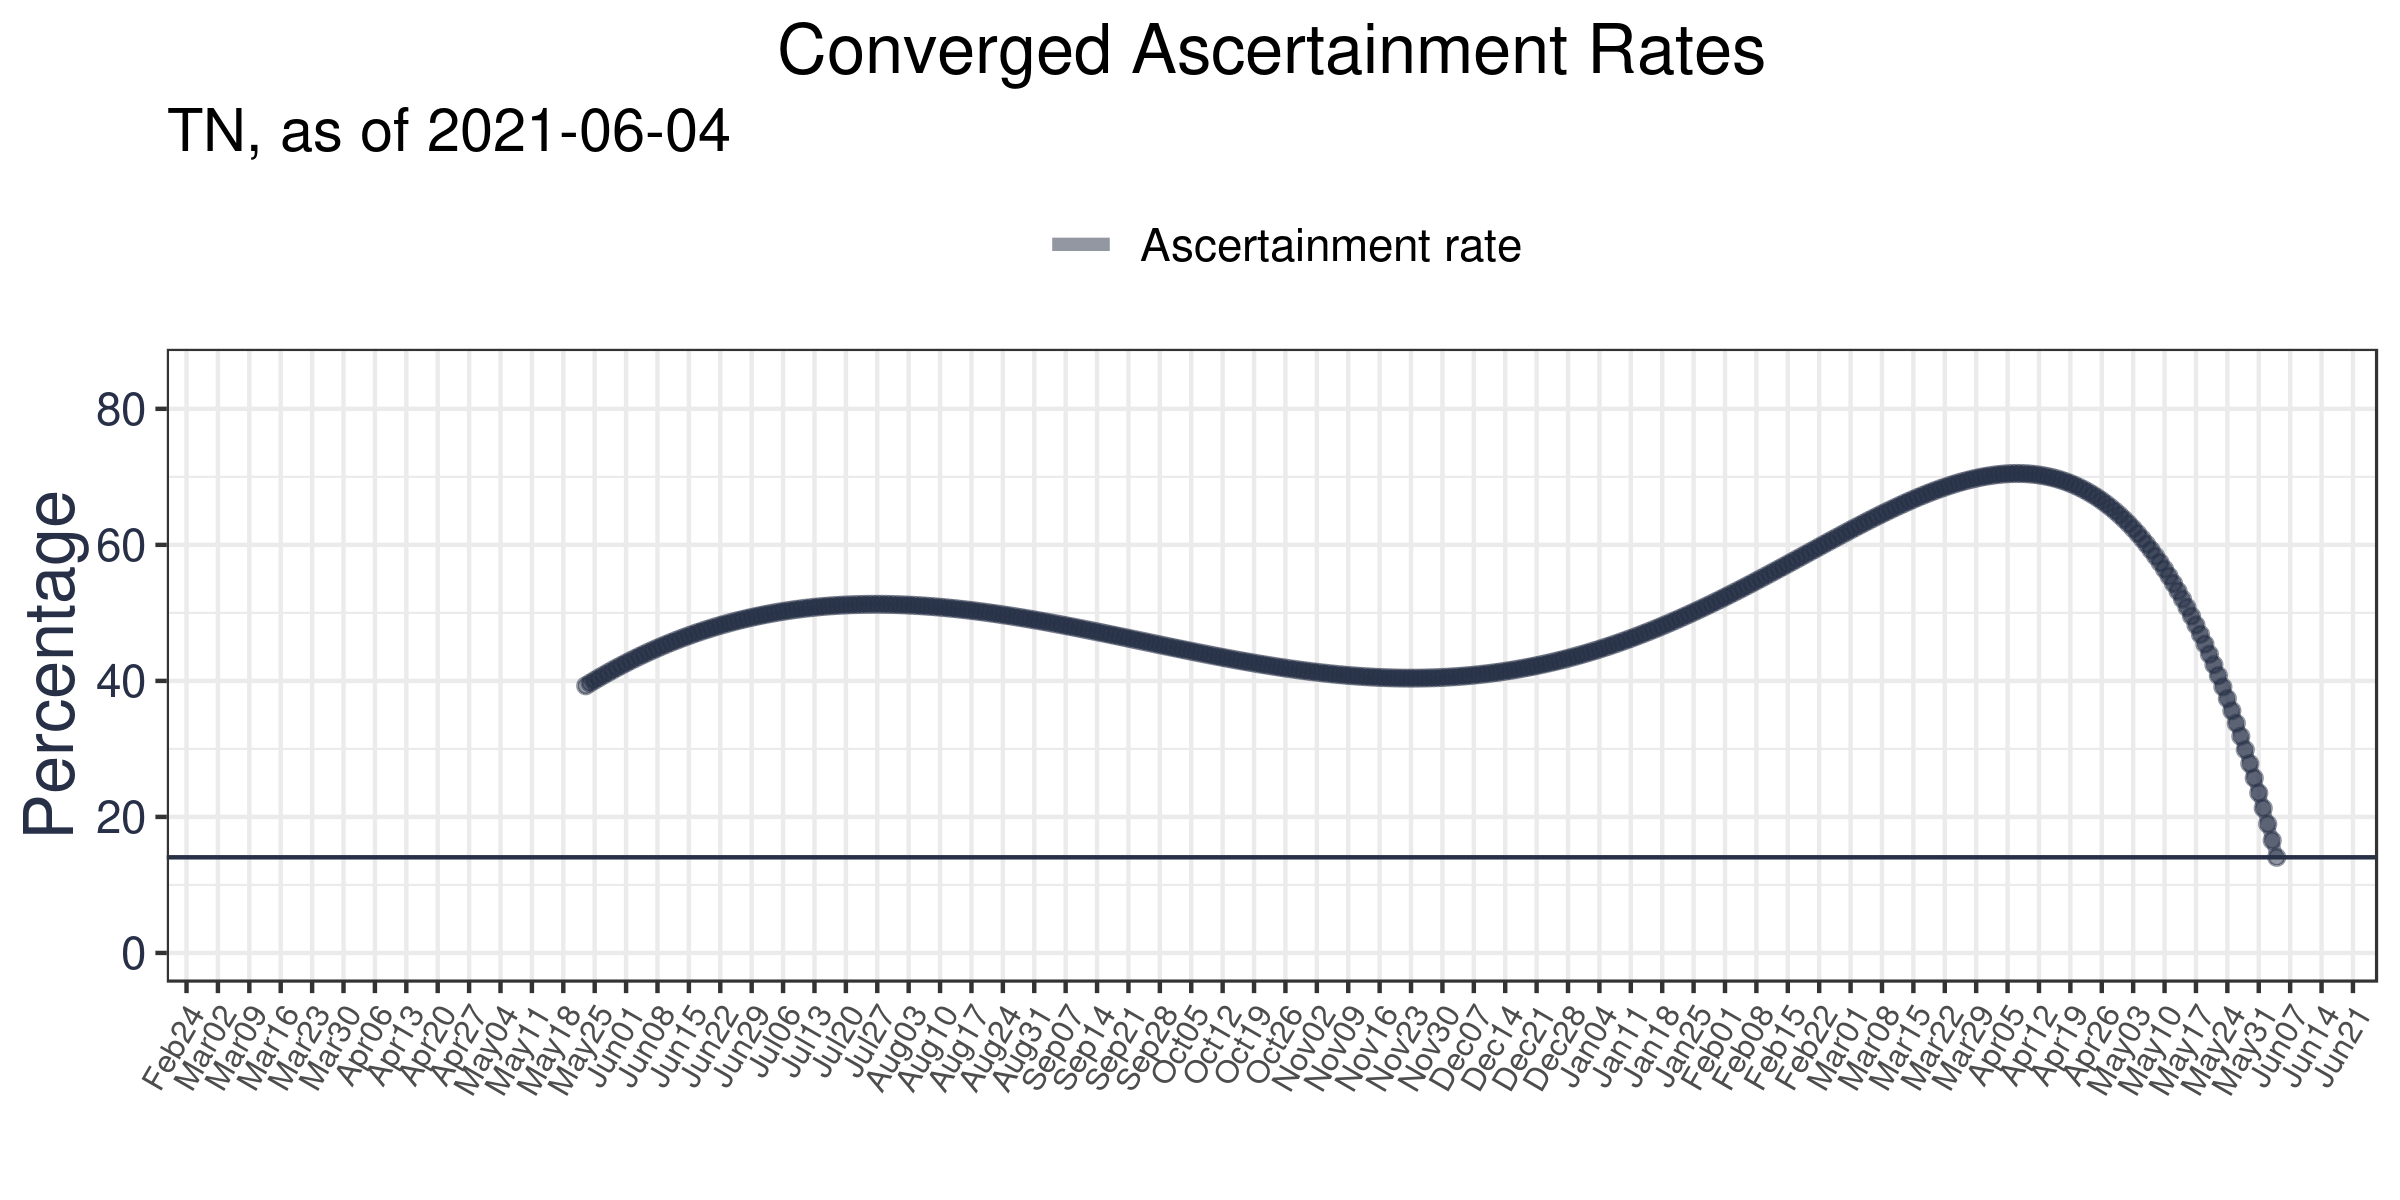 Converged Ascertainment Rates
TN, as of 2021-06-04
Ascertainment rate
Percentage
80
60
40
20
0
Feb24 Mar02 Mar09 Mar16 Mar23 Mar30 Apr06 Apr13 Apr20 Apr27 May04 May11 May18 May25 Jun01 Jun08 Jun15 Jun22 Jun29 Jul06 Jul13 Jul20 Jul27 Aug03 Aug10 Aug17 Aug24 Aug31 Sep07 Sep14 Sep21 Sep28 Oct05 Oct12 Oct19 Oct26 Nov02 Nov09 Nov16 Nov23 Nov30 Dec07 Dec14 Dec21 Dec28 Jan04 Jan11 Jan18 Jan25 Feb01 Feb08 Feb15 Feb22 Mar01 Mar08 Mar15 Mar22 Mar29 Apr05 Apr12 Apr19 Apr26 May03 May10 May17 May24 May31 Jun07 Jun14 Jun21